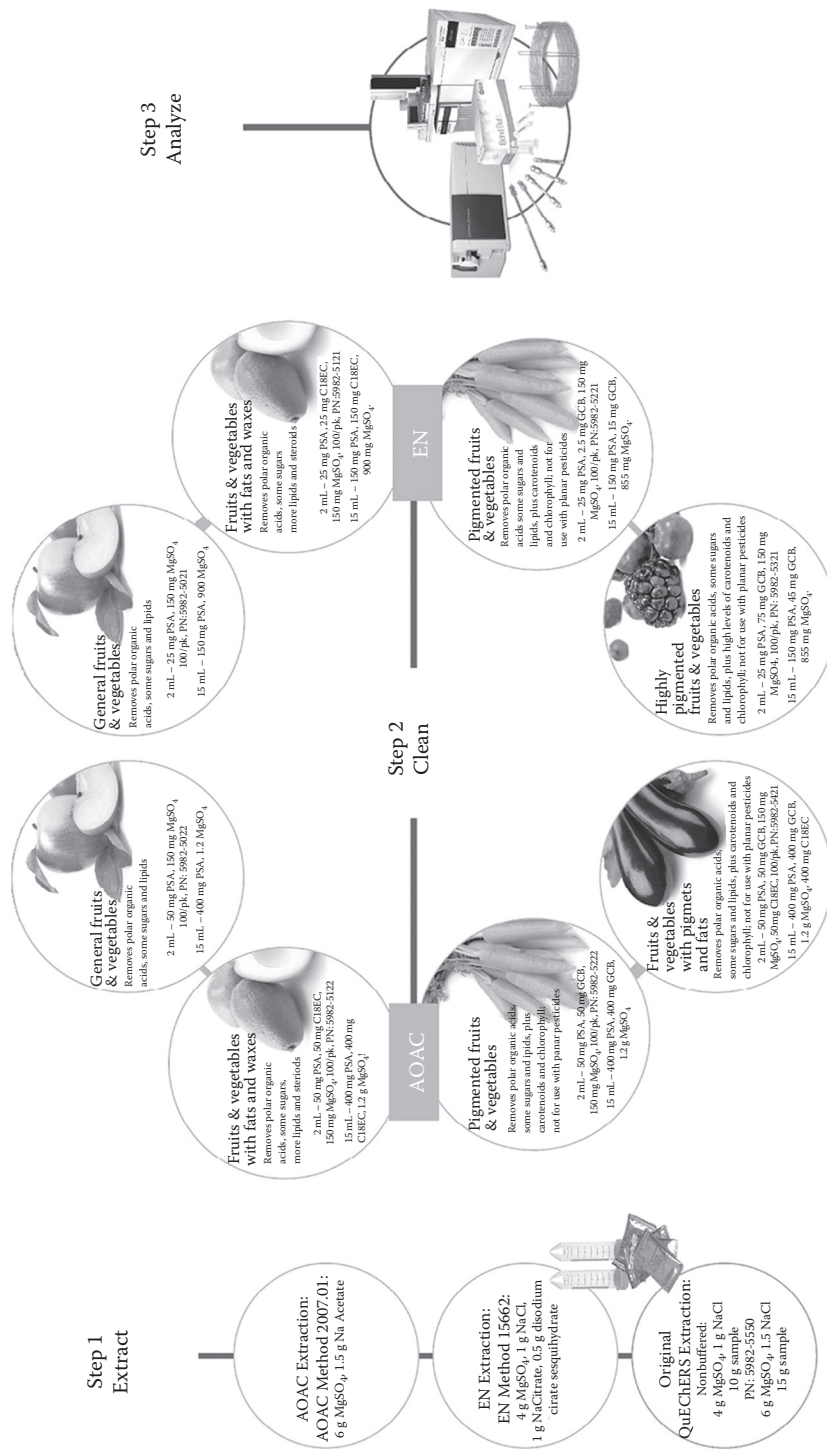 Step 1
Extract
AOAC Extraction:
AOAC Method 2007.01:
6 g MgSO₄, 1.5 g Na Acetate
EN Extraction:
EN Method 15662:
4 g MgSO₄, 1 g NaCl,
1 g NaCitrate, 0.5 g disodium
citrate sesquihydrate
Original
QuEChERS Extraction:
Nonbuffered:
4 g MgSO₄, 1 g NaCl
10 g sample
PN: 5982-5550
6 g MgSO₄, 1.5 NaCl
15 g sample
Step 2
Clean
AOAC
General fruits
& vegetables
Removes polar organic
acids, some sugars and lipids
2 mL – 50 mg PSA, 150 mg MgSO₄
100/pk, PN: 5982-5022
15 mL – 400 mg PSA, 1.2 MgSO₄
Fruits & vegetables
with fats and waxes
Removes polar organic
acids, some sugars,
more lipids and steriods
2 mL – 50 mg PSA, 50 mg C18EC,
150 mg MgSO₄, 100/pk, PN: 5982-5122
15 mL – 400 mg PSA, 400 mg
C18EC, 1.2 g MgSO₄!
Pigmented fruits
& vegetables
Removes polar organic acids,
some sugars and ipids, plus
carotenoids and chlorophyll;
not for use with panar pesticides
2 mL – 50 mg PSA, 50 mg GCB,
150 mg MgSO₄, 100/pk, PN: 5982-5222
15 mL – 400 mg PSA, 400 mg GCB,
1.2 g MgSO₄
Fruits &
vegetables
with pigmets
and fats
Removes polar organic acids,
some sugars and lipids, plus carotenoids and
chlorophyll; not for use with planar pesticides
2 mL – 50 mg PSA, 50 mg GCB, 150 mg
MgSO₄, 50mg C18EC, 100/pk, PN:5982-5421
15 mL – 400 mg PSA, 400 mg GCB,
1.2 g MgSO₄, 400 mg C18EC
EN
General fruits
& vegetables
Removes polar organic
acids, some sugars and lipids
2 mL – 25 mg PSA, 150 mg MgSO₄
100/pk, PN:5982-5021
15 mL – 150 mg PSA, 900 MgSO₄
Fruits & vegetables
with fats and waxes
Removes polar organic
acids, some sugars
more lipids and steroids
2 mL – 25 mg PSA, 25 mg C18EC,
150 mg MgSO₄, 100/pk, PN:5982-5121
15 mL – 150 mg PSA, 150 mg C18EC,
900 mg MgSO₄.
Pigmented fruits
& vegetables
Removes polar organic
acids some sugars and
lipids, plus carotenoids
and chlorophyll; not for
use with planar pesticides
2 mL – 25 mg PSA, 2.5 mg GCB, 150 mg
MgSO₄, 100/pk, PN:5982-5221
15 mL – 150 mg PSA, 15 mg GCB,
855 mg MgSO₄.
Highly
pigmented
fruits & vegetables
Removes polar organic acids, some sugars
and lipids, plus high levels of carotenoids and
chlorophyll; not for use with planar pesticides
2 mL – 25 mg PSA, 75 mg GCB, 150 mg
MgSO4, 100/pk, PN: 5982-5321
15 mL – 150 mg PSA, 45 mg GCB,
855 mg MgSO₄.
Step 3
Analyze
Bond Elut